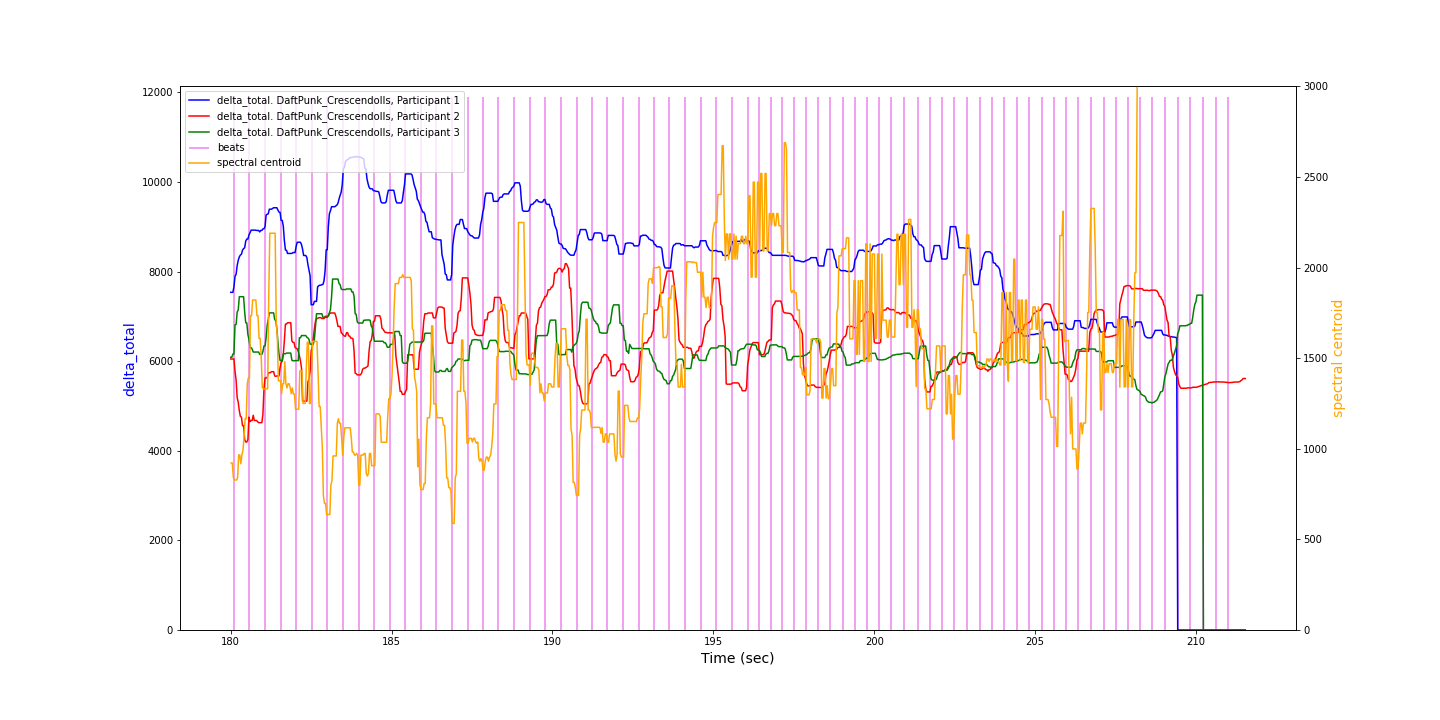 delta_total. DaftPunk_Crescendolls, Participant 1
delta_total. DaftPunk_Crescendolls, Participant 2
delta_total. DaftPunk_Crescendolls, Participant 3
beats
spectral centroid
12000
10000
8000
6000
4000
2000
0
delta_total
3000
2500
2000
1500
1000
500
0
spectral centroid
180 185 190 195 200 205 210
Time (sec)